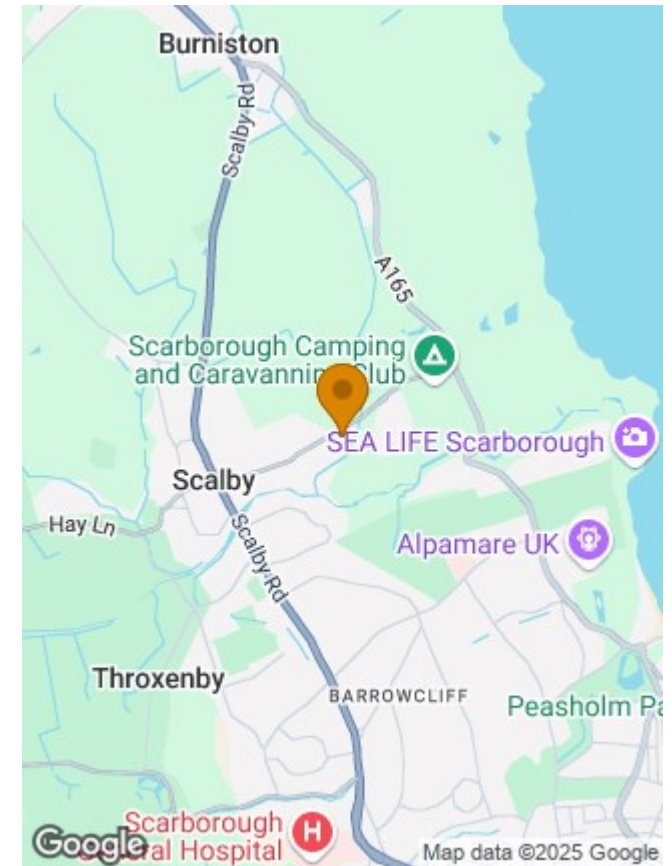 Burniston
Scalby Rd
A165
Scarborough Camping
and Caravanning Club
SEA LIFE Scarborough
Scalby
Hay Ln
Scalby Rd
Alpamare UK
Throxenby
BARROWCLIFF
Peasholm Pa
Scarborough
General Hospital
H
Google
Map data ©2025 Google